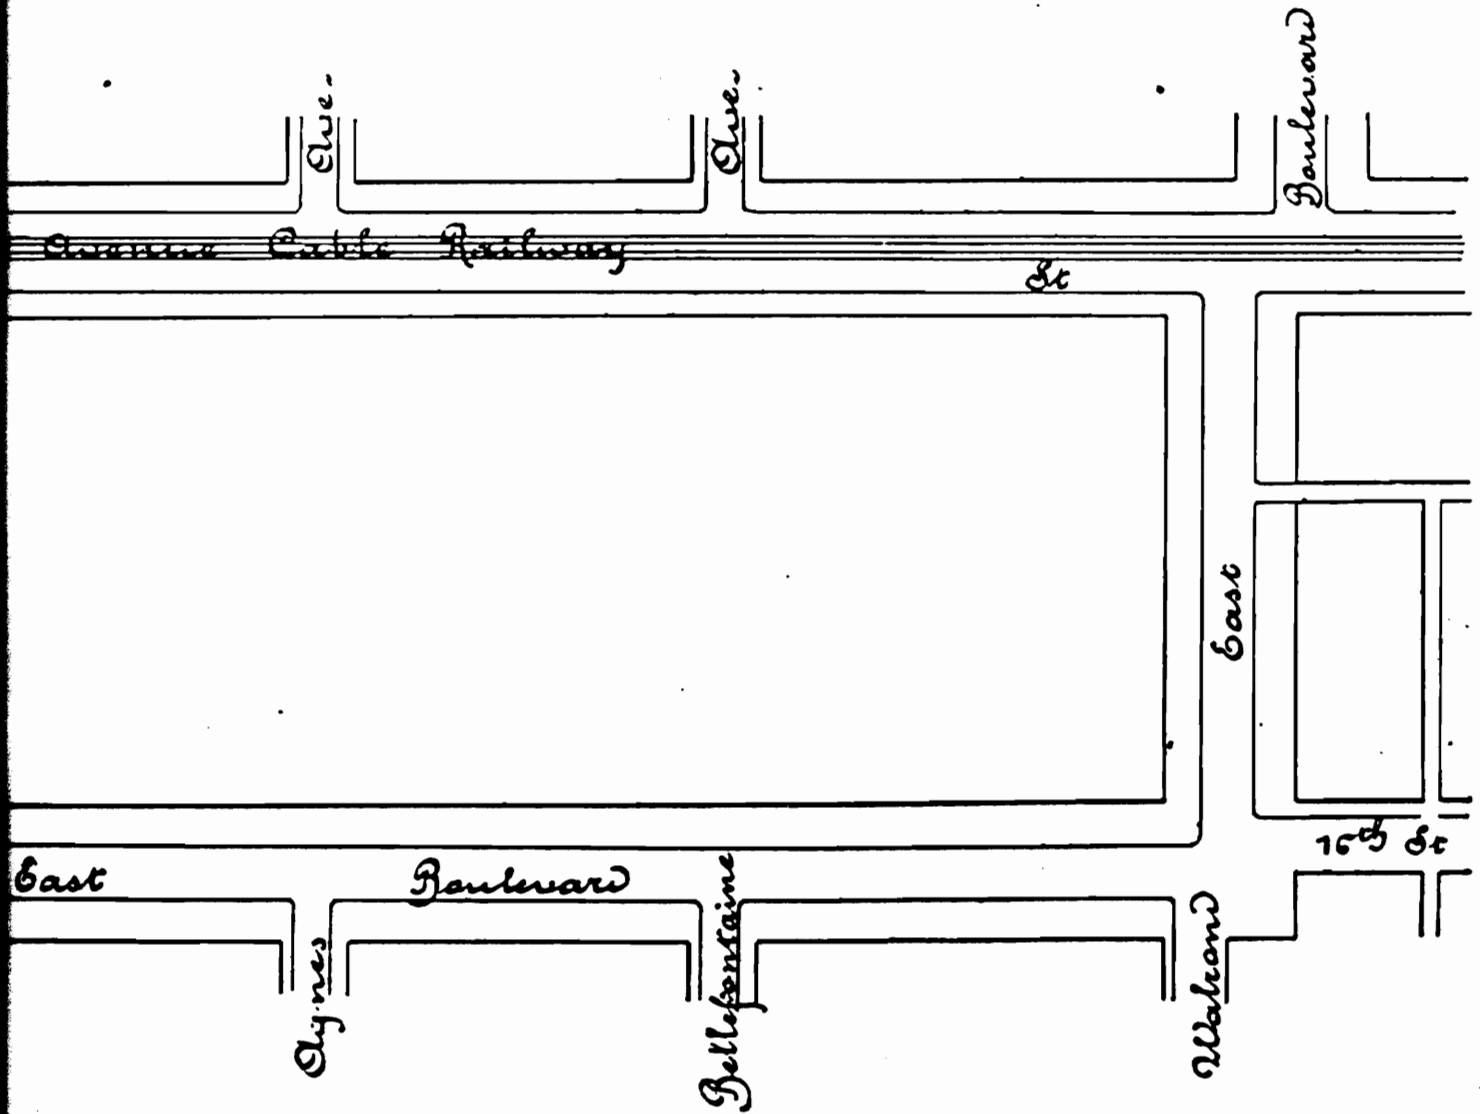 Ave.
Ave.
Boulevard
Avenue Cable Railway
St
East
16th St
East Boulevard
Agnes
Bellefontaine
Walrond